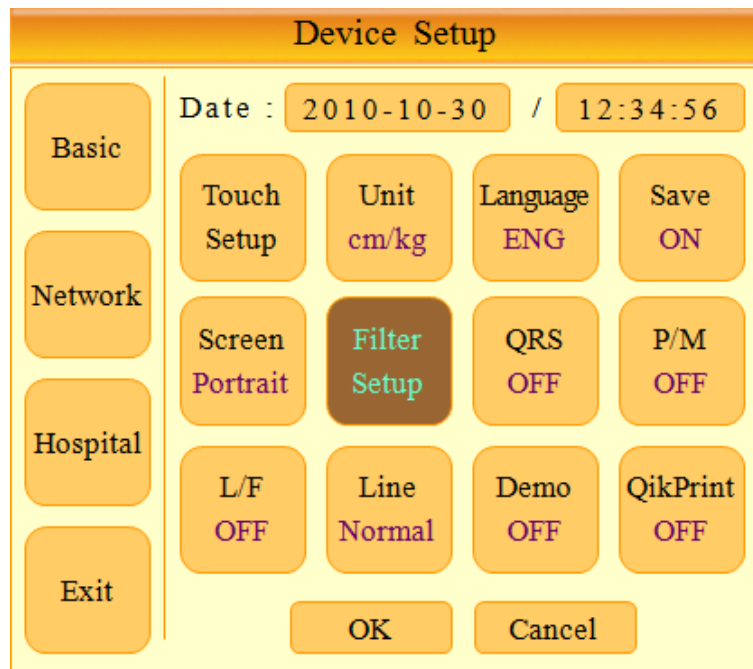 Device Setup
Date : 2010-10-30 / 12:34:56
Basic
Network
Hospital
Exit
Touch
Setup
Unit
cm/kg
Language
ENG
Save
ON
Screen
Portrait
Filter
Setup
QRS
OFF
P/M
OFF
L/F
OFF
Line
Normal
Demo
OFF
QikPrint
OFF
OK
Cancel